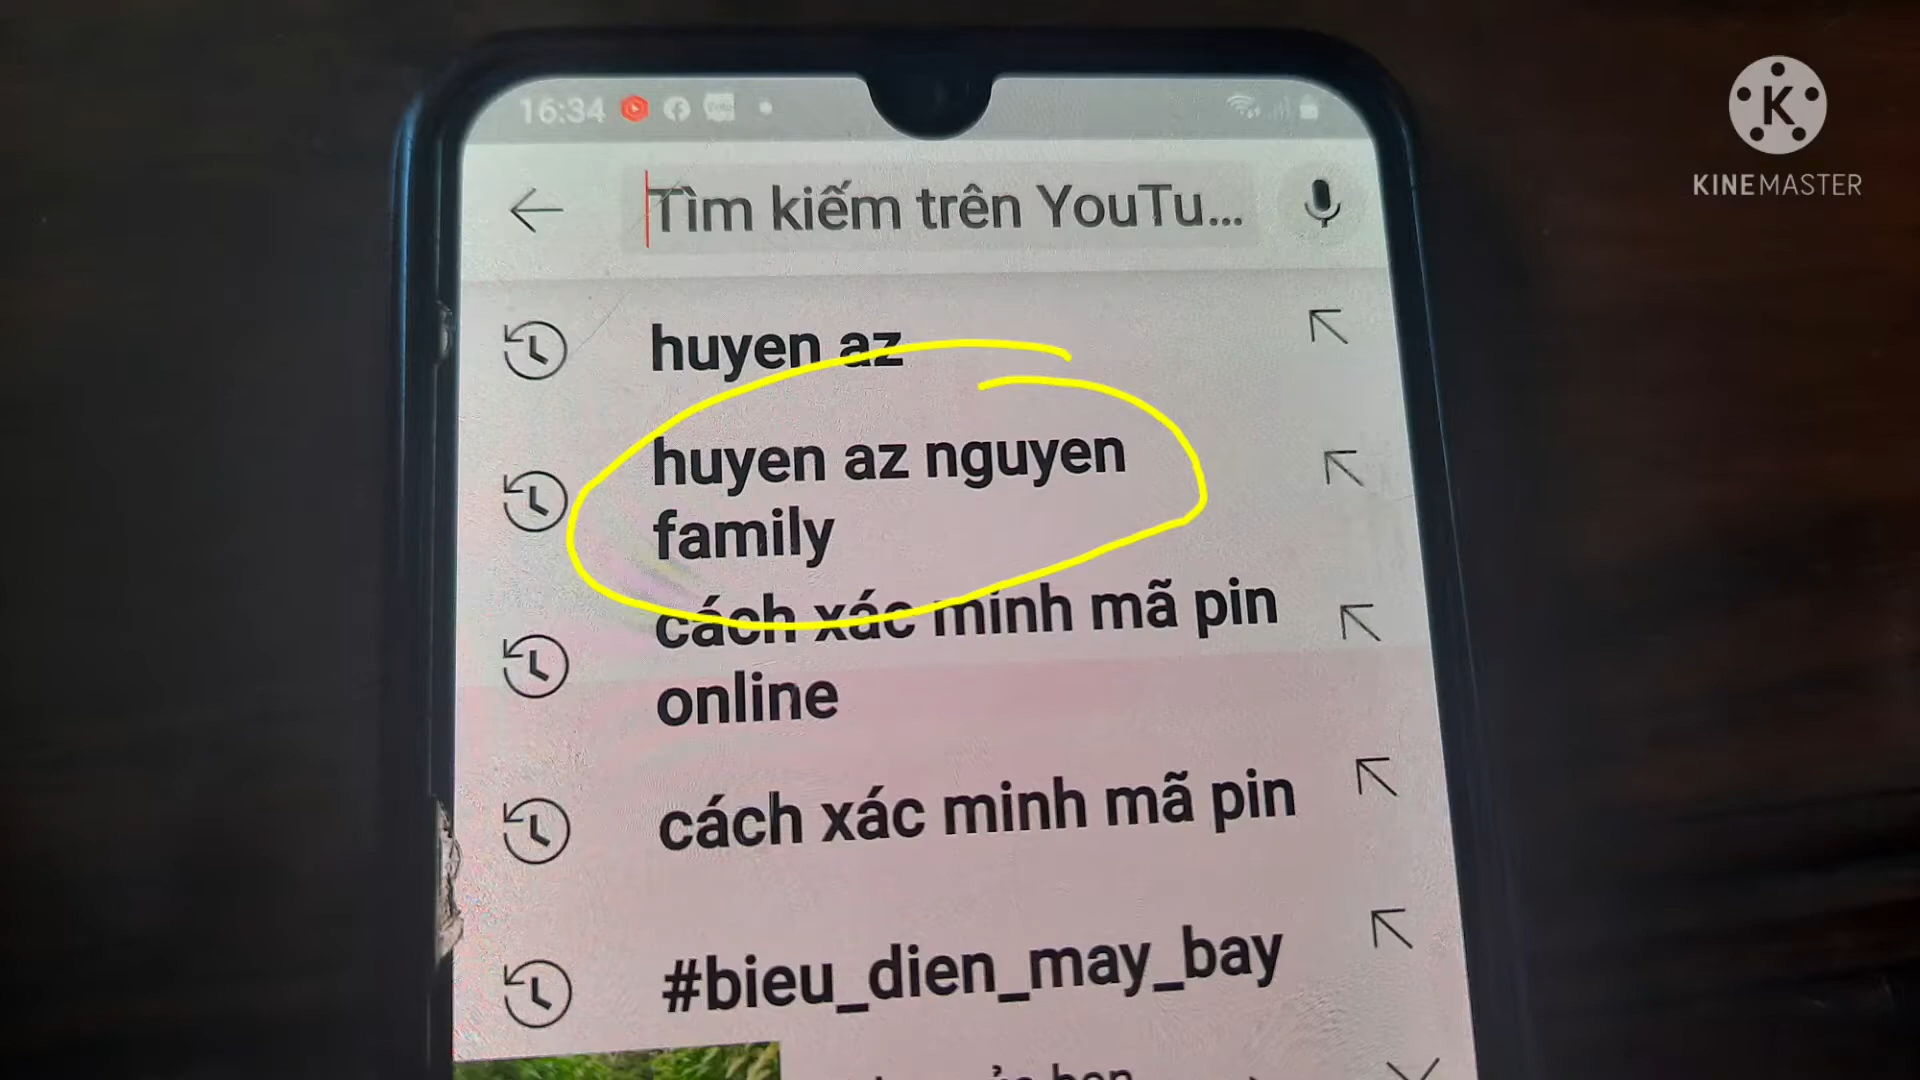 16:34
Tìm kiếm trên YouTu...
huyen az
huyen az nguyen
family
cách xác minh mã pin
online
cách xác minh mã pin
#bieu_dien_may_bay
K
KINEMASTER